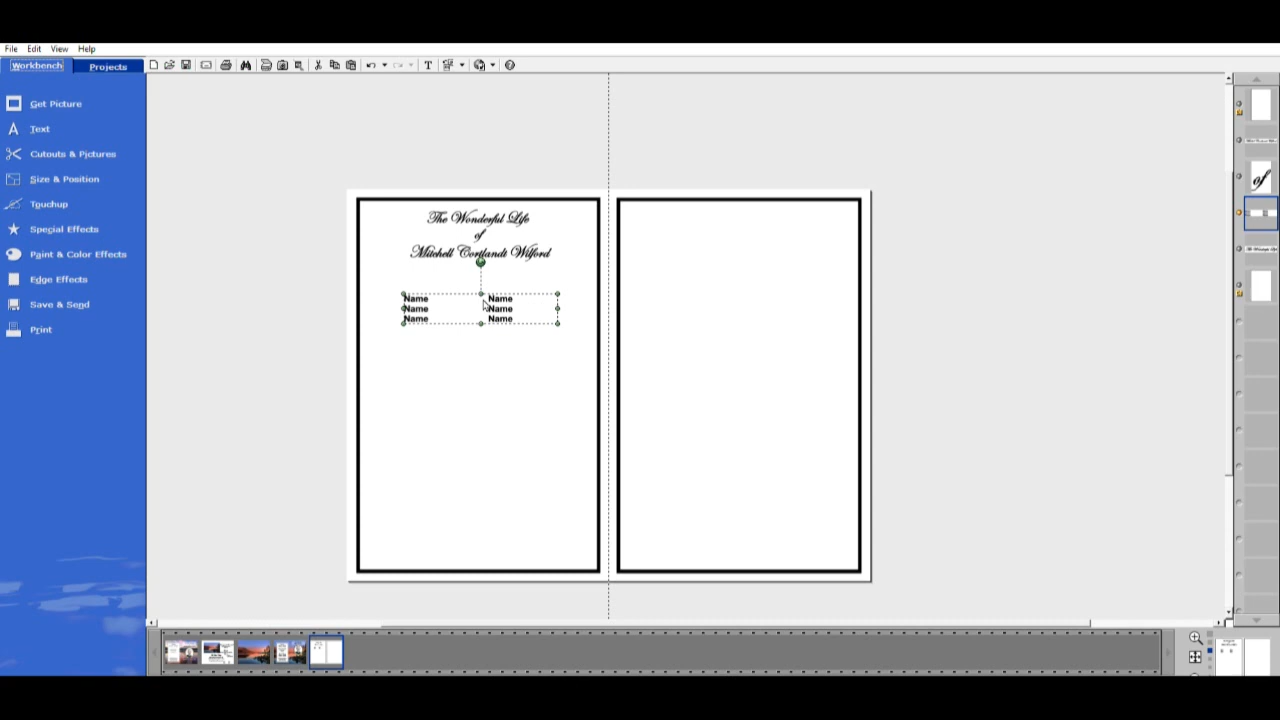 File Edit View Help
Workbench Projects
Get Picture
Text
Cutouts & Pictures
Size & Position
Touchup
Special Effects
Paint & Color Effects
Edge Effects
Save & Send
Print
T
The Wonderful Life
of
Mitchell Cortlandt Wilford
Name Name
Name Name
Name Name
of